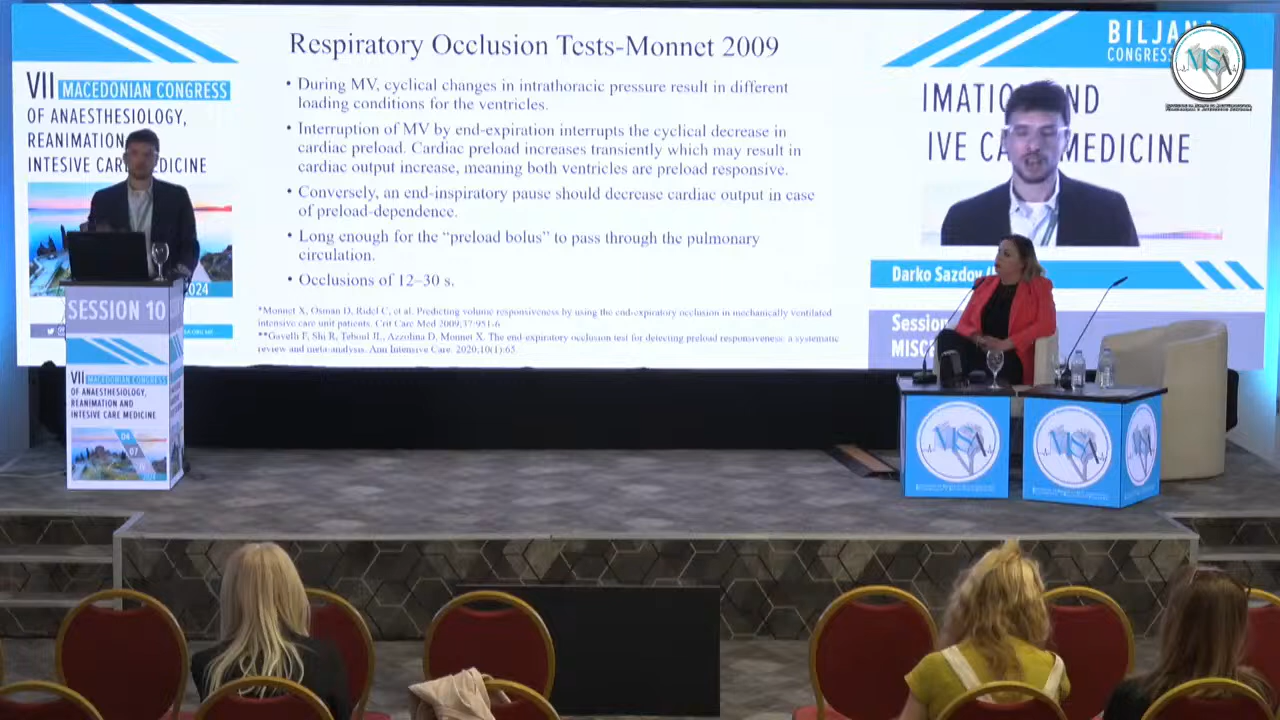 VII MACEDONIAN CONGRESS
OF ANAESTHESIOLOGY,
REANIMATION
INTESIVE CARE MEDICINE
2024
Respiratory Occlusion Tests-Monnet 2009
• During MV, cyclical changes in intrathoracic pressure result in different
loading conditions for the ventricles.
• Interruption of MV by end-expiration interrupts the cyclical decrease in
cardiac preload. Cardiac preload increases transiently which may result in
cardiac output increase, meaning both ventricles are preload responsive.
• Conversely, an end-inspiratory pause should decrease cardiac output in case
of preload-dependence.
• Long enough for the “preload bolus” to pass through the pulmonary
circulation.
• Occlusions of 12–30 s.
*Monnet X, Osman D, Ridel C, et al. Predicting volume responsiveness by using the end-expiratory occlusion in mechanically ventilated
intensive care unit patients. Crit Care Med 2009;37:951-6
**Gavelli F, Shi R, Teboul JL, Azzolina D, Monnet X. The end-expiratory occlusion test for detecting preload responsiveness: a systematic
review and meta-analysis. Ann Intensive Care. 2020;10(1):65.
BILJANA
CONGRESS
MSA
IMATION AND
IVE CA MEDICINE
Darko Sazdov
Session
MISC
SESSION 10
VII MACEDONIAN CONGRESS
OF ANAESTHESIOLOGY,
REANIMATION AND
INTESIVE CARE MEDICINE
04
07
MSA
MSA